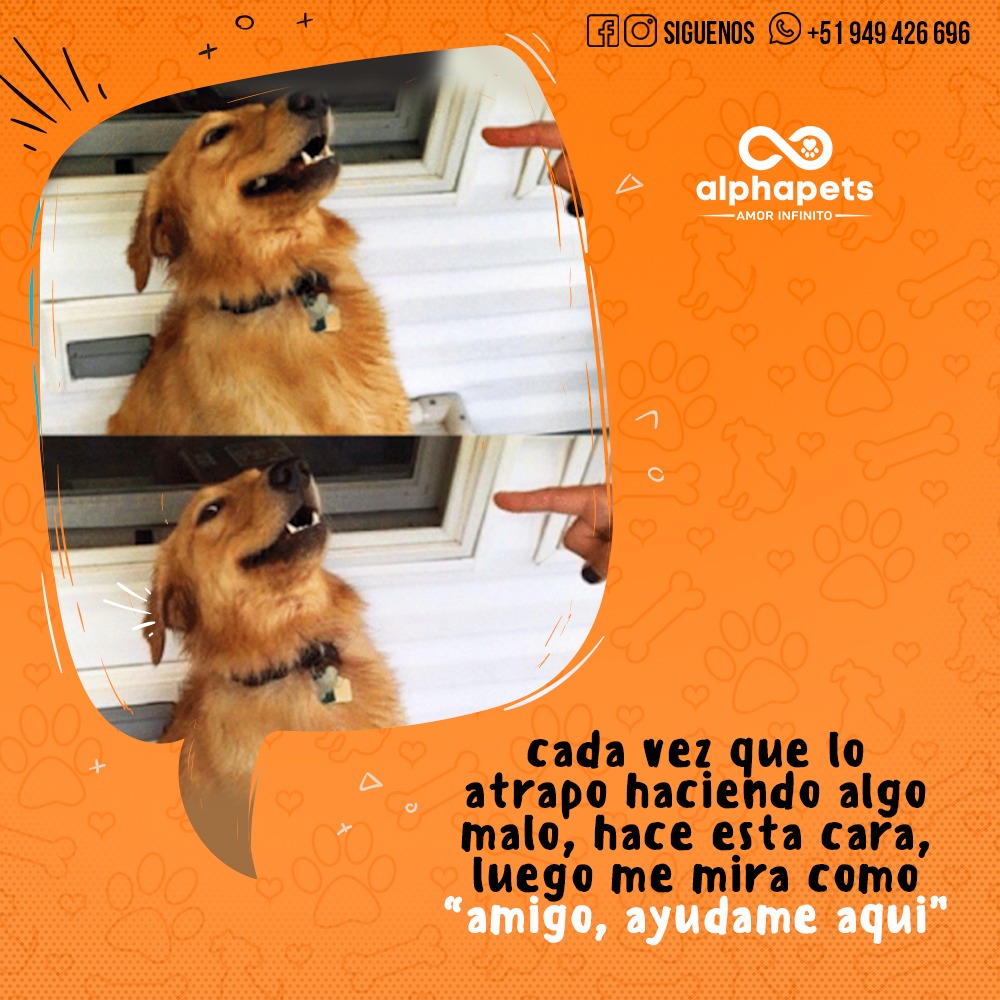 SIGUENOS +51 949 426 696
alphapets
AMOR INFINITO
cada vez que lo
atrapo haciendo algo
malo, hace esta cara,
luego me mira como
“amigo, ayudame aqui”